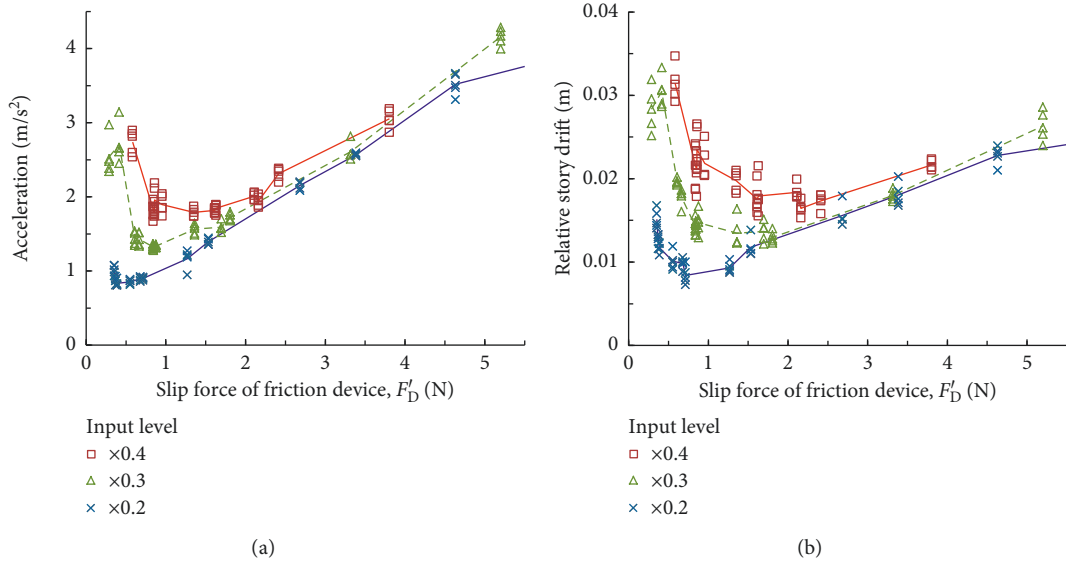 Acceleration (m/s²)
4
3
2
1
0
0 1 2 3 4 5
Slip force of friction device, F′D (N)
Input level
×0.4
×0.3
×0.2
(a)
Relative story drift (m)
0.04
0.03
0.02
0.01
0
0 1 2 3 4 5
Slip force of friction device, F′D (N)
Input level
×0.4
×0.3
×0.2
(b)